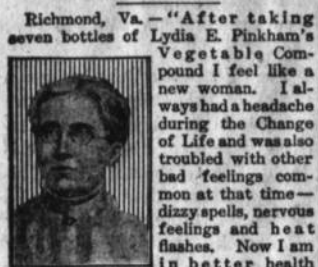 Richmond, Va. — "After taking
seven bottles of Lydia E. Pinkham's
Vegetable Com-
pound I feel like a
new woman. I al-
ways had a headache
during the Change
of Life and was also
troubled with other
bad feelings com-
mon at that time —
dizzy spells, nervous
feelings and heat
flashes. Now I am
in better health